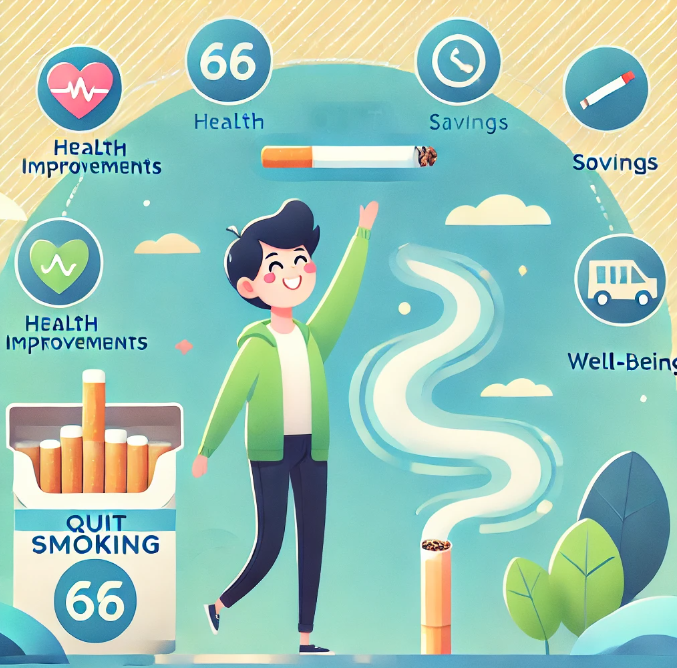 66
Health
Savings
Health
Improvements
Sovings
Health
Improvements
Well-Being
QUIT
SMOKING
66